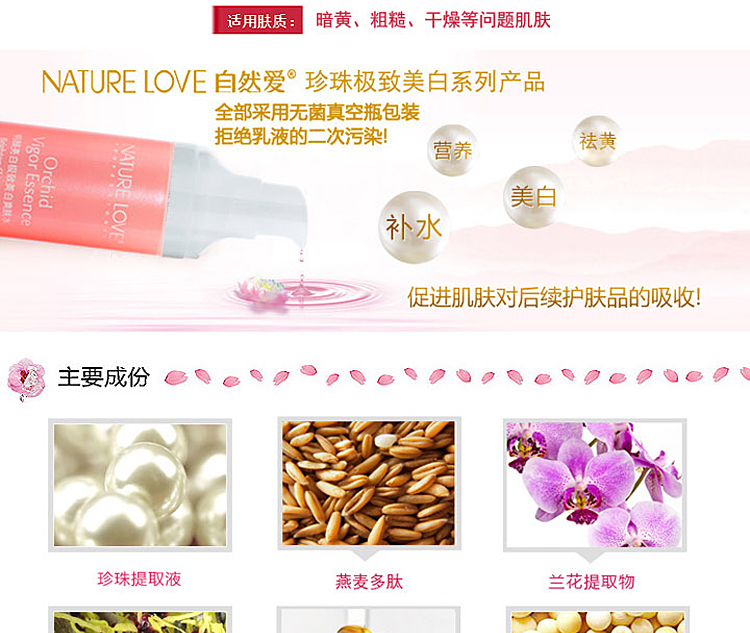 适用肤质： 暗黄、粗糙、干燥等问题肌肤
NATURE LOVE 自然爱® 珍珠极致美白系列产品
全部采用无菌真空瓶包装
拒绝乳液的二次污染!
营养
祛黄
美白
补水
NATURE LOVE
Orchid
Vigor Essence
促进肌肤对后续护肤品的吸收!
主要成份
珍珠提取液
燕麦多肽
兰花提取物